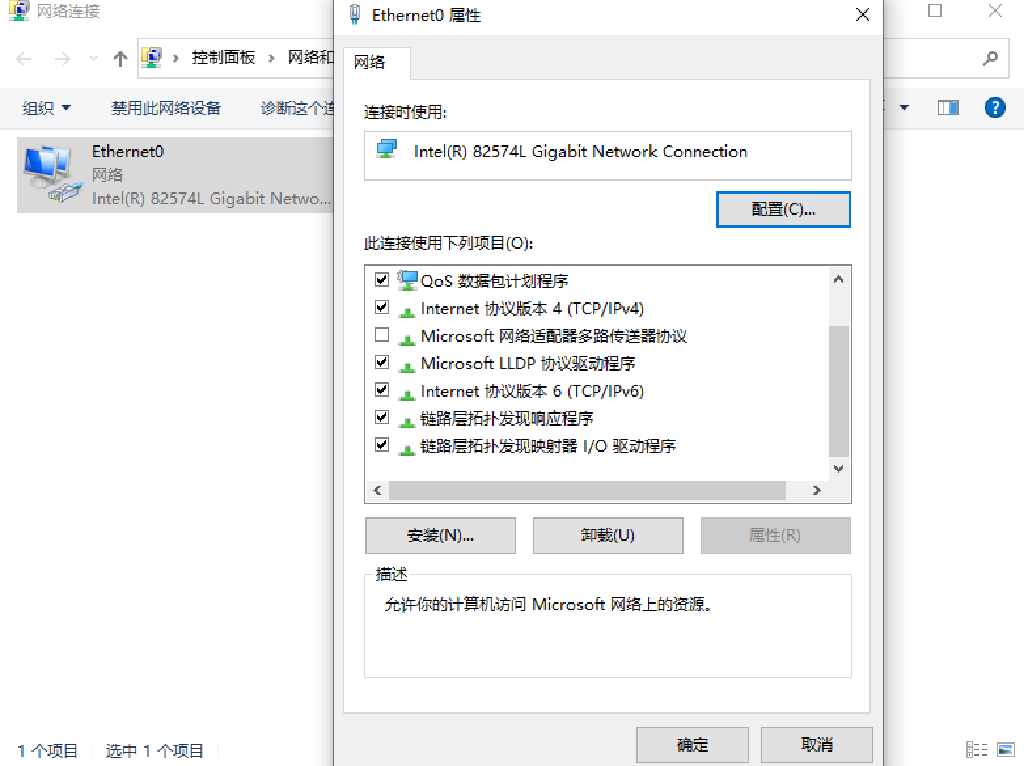 网络连接
Ethernet0 属性
控制面板
网络和
网络
组织
禁用此网络设备
诊断这个连
连接时使用:
Ethernet0
网络
Intel(R) 82574L Gigabit Netwo...
Intel(R) 82574L Gigabit Network Connection
配置(C)...
此连接使用下列项目(O):
QoS 数据包计划程序
Internet 协议版本 4 (TCP/IPv4)
Microsoft 网络适配器多路传送器协议
Microsoft LLDP 协议驱动程序
Internet 协议版本 6 (TCP/IPv6)
链路层拓扑发现响应程序
链路层拓扑发现映射器 I/O 驱动程序
安装(N)...
卸载(U)
属性(R)
描述
允许你的计算机访问 Microsoft 网络上的资源。
确定
取消
1 个项目
选中 1 个项目